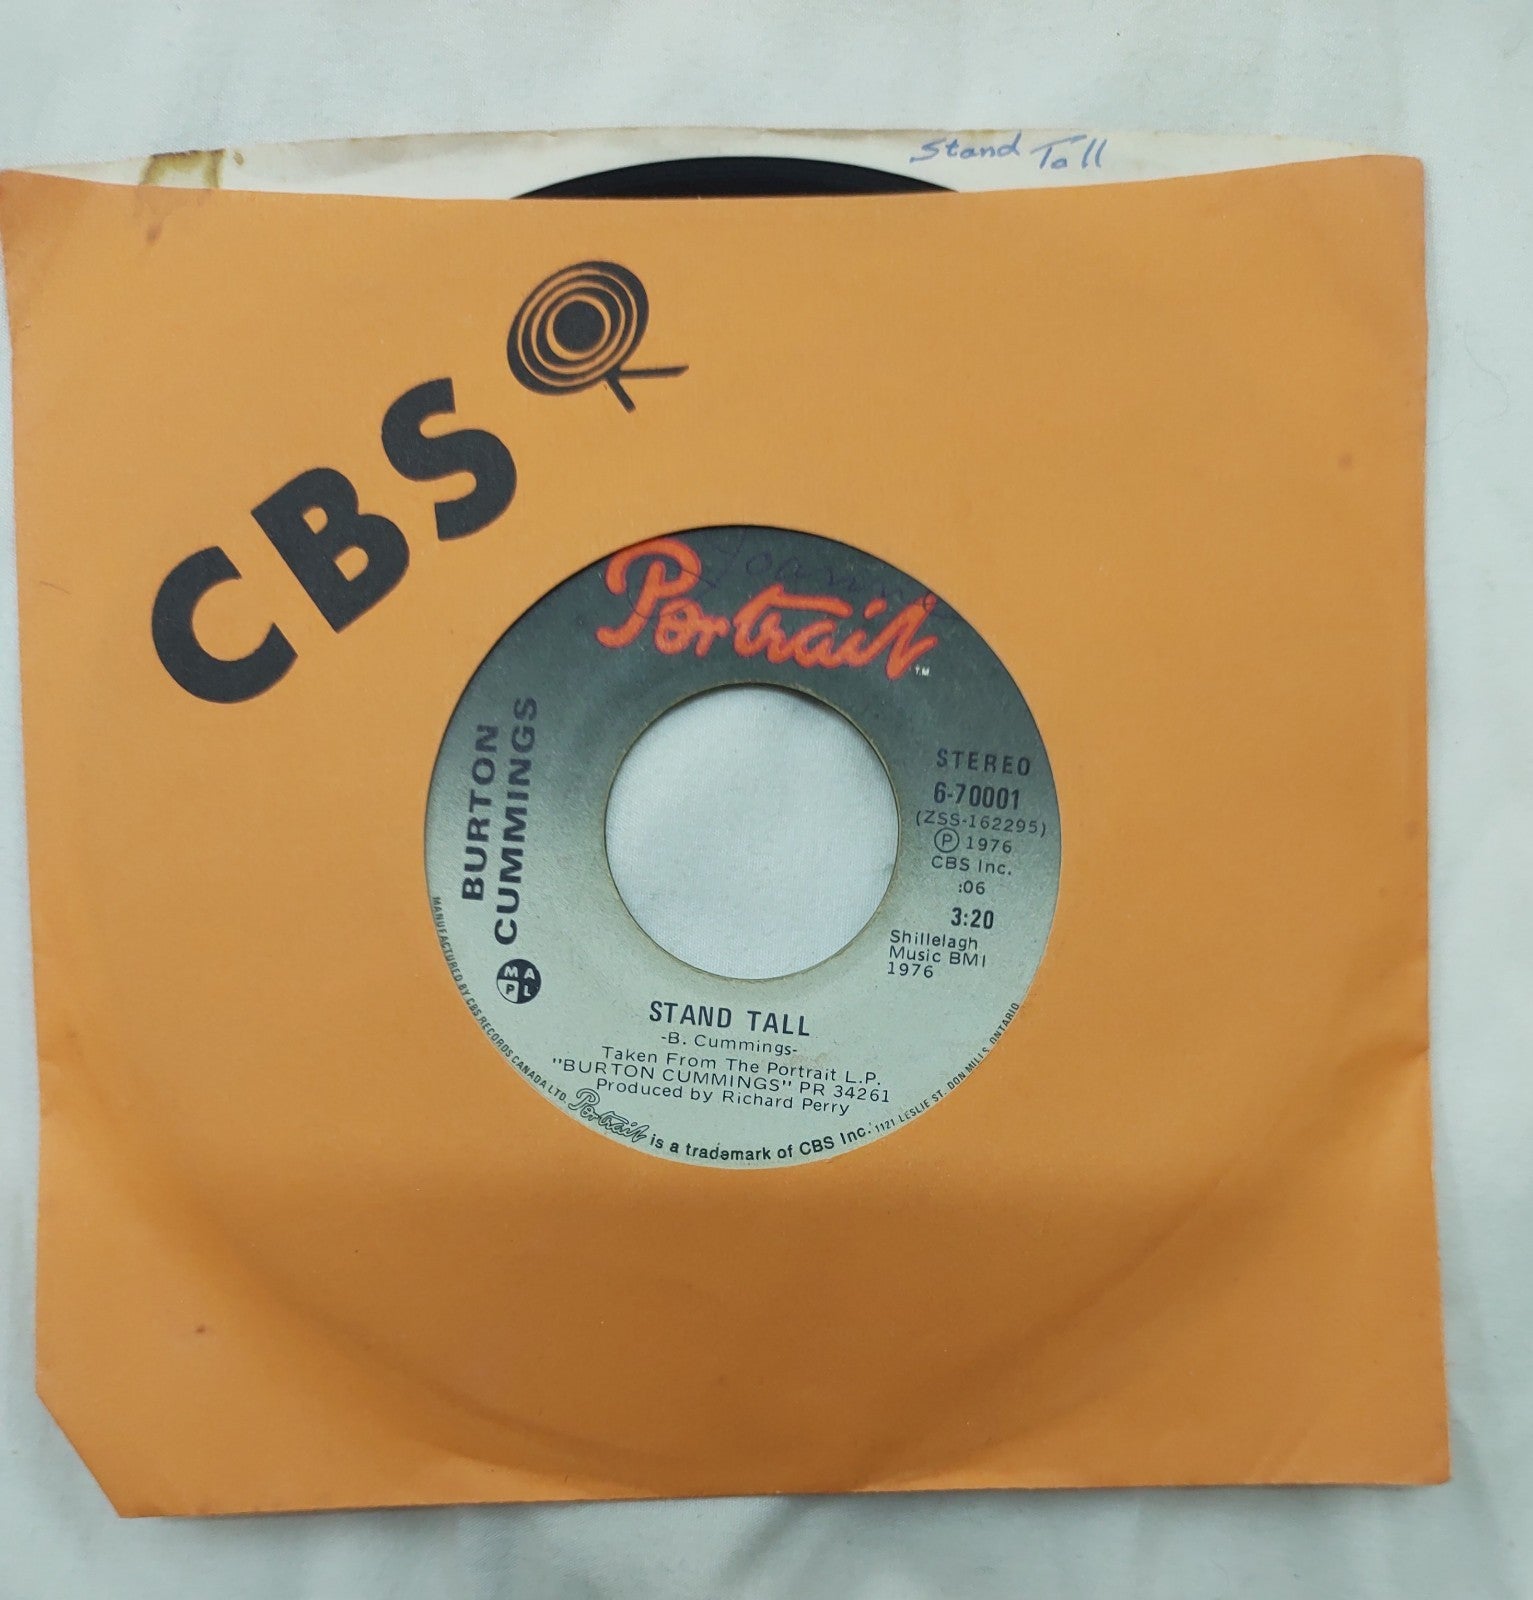 Stand Tall
CBS
Portrait
TM
BURTON
CUMMINGS
STEREO
6-70001
(ZSS-162295)
Ⓟ 1976
CBS Inc.
:06
3:20
Shillelagh
Music BMI
1976
MA
PL
STAND TALL
-B. Cummings-
Taken From The Portrait L.P.
"BURTON CUMMINGS" PR 34261
Produced by Richard Perry
MANUFACTURED BY CBS RECORDS CANADA LTD. Portrait is a trademark of CBS Inc. 1121 LESLIE ST. DON MILLS, ONTARIO